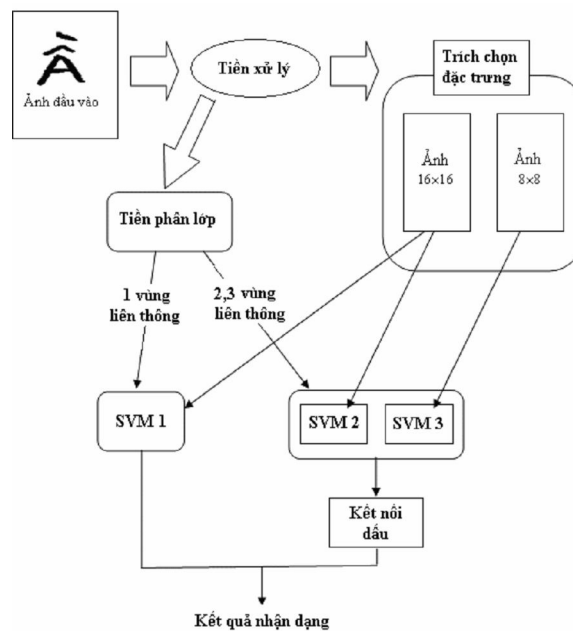 Ầ
Ảnh đầu vào
Tiền xử lý
Trích chọn
đặc trưng
Ảnh
16×16
Ảnh
8×8
Tiền phân lớp
1 vùng
liên thông
2,3 vùng
liên thông
SVM 1
SVM 2
SVM 3
Kết nối
dấu
Kết quả nhận dạng